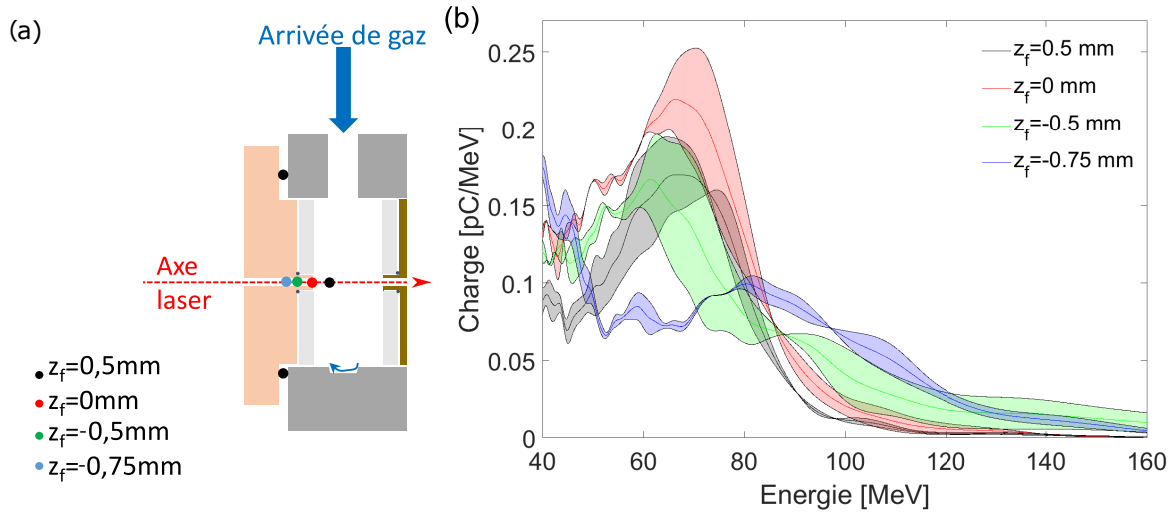 (a)
Arrivée de gaz
Axe
laser
z_f=0,5mm
z_f=0mm
z_f=-0,5mm
z_f=-0,75mm
(b)
Charge [pC/MeV]
0.25
0.2
0.15
0.1
0.05
0
40
60
80
100
120
140
160
Energie [MeV]
z_f=0.5 mm
z_f=0 mm
z_f=-0.5 mm
z_f=-0.75 mm